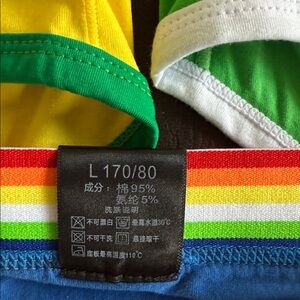 L 170/80
成分：棉95%
氨纶5%
洗涤说明
不可漂白 最高水温30℃
不可干洗 悬挂晾干
底板最高温度110℃